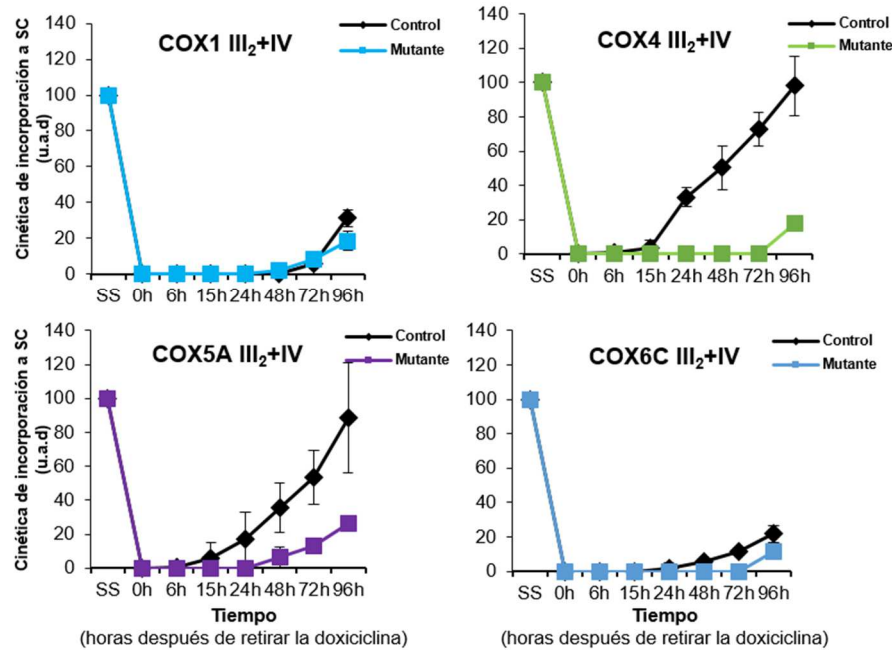 COX1 III₂+IV
Control
Mutante
Cinética de incorporación a SC
(u.a.d)
140
120
100
80
60
40
20
0
SS 0h 6h 15h 24h 48h 72h 96h
COX4 III₂+IV
Control
Mutante
140
120
100
80
60
40
20
0
SS 0h 6h 15h 24h 48h 72h 96h
COX5A III₂+IV
Control
Mutante
Cinética de incorporación a SC
(u.a.d)
140
120
100
80
60
40
20
0
SS 0h 6h 15h 24h 48h 72h 96h
Tiempo
(horas después de retirar la doxiciclina)
COX6C III₂+IV
Control
Mutante
140
120
100
80
60
40
20
0
SS 0h 6h 15h 24h 48h 72h 96h
Tiempo
(horas después de retirar la doxiciclina)